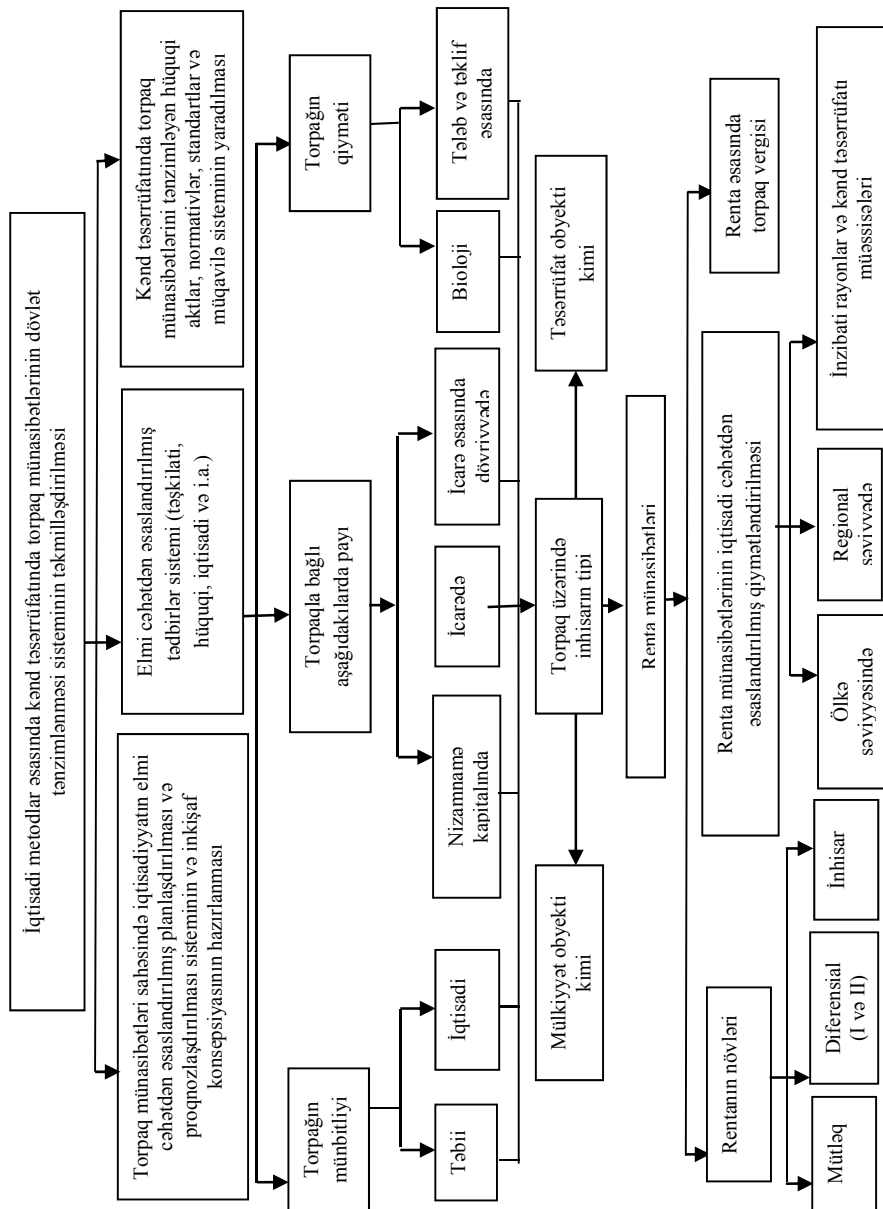 İqtisadi metodlar əsasında kənd təsərrüfatında torpaq münasibətlərinin dövlət
tənzimlənməsi sisteminin təkmilləşdirilməsi
Torpaq münasibətləri sahəsində iqtisadiyyatın elmi
cəhətdən əsaslandırılmış planlaşdırılması və
proqnozlaşdırılması sisteminin və inkişaf
konsepsiyasının hazırlanması
Elmi cəhətdən əsaslandırılmış
tədbirlər sistemi (təşkilati,
hüquqi, iqtisadi və i.a.)
Kənd təsərrüfatında torpaq
münasibətlərini tənzimləyən hüquqi
aktlar, normativlər, standartlar və
müqavilə sisteminin yaradılması
Torpağın
münbitliyi
Torpaqla bağlı
aşağıdakılarda payı
Torpağın
qiyməti
Təbii
İqtisadi
Nizamnamə
kapitalında
İcarədə
İcarə əsasında
dövrivvədə
Bioloji
Tələb və təklif
əsasında
Mülkiyyət obyekti
kimi
Torpaq üzərində
inhisarın tipi
Təsərrüfat obyekti
kimi
Renta münasibətləri
Rentanın növləri
Renta münasibətlərinin iqtisadi cəhətdən
əsaslandırılmış qiymətləndirilməsi
Renta əsasında
torpaq vergisi
Mütləq
Diferensial
(I və II)
İnhisar
Ölkə
səviyyəsində
Regional
səvivvədə
İnzibati rayonlar və kənd təsərrüfatı
müəssisələri